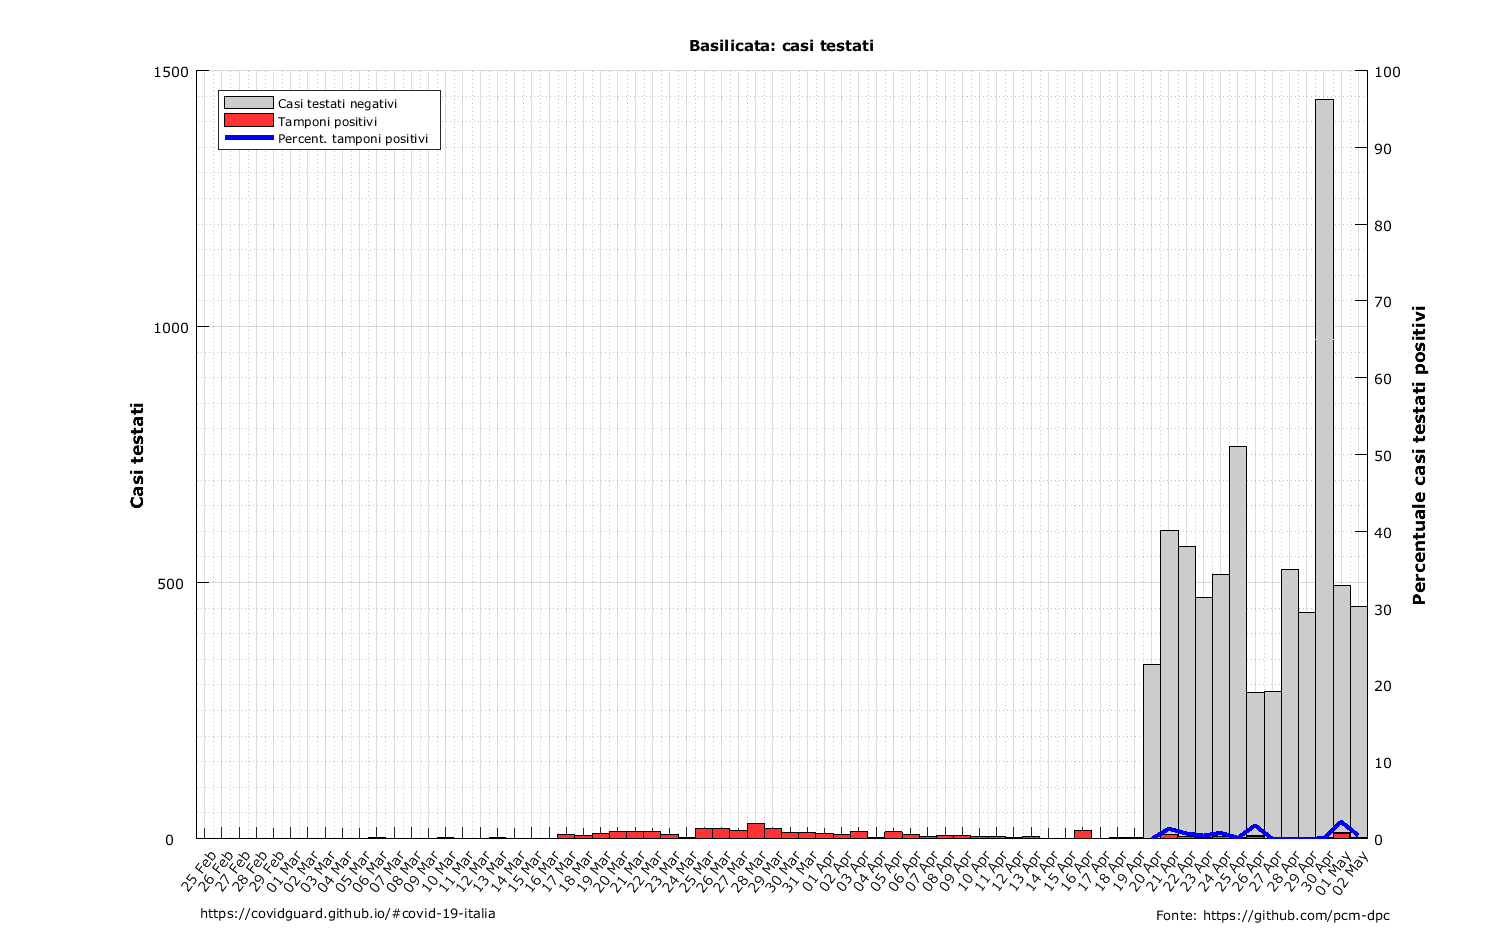 Basilicata: casi testati
1500
1000
500
0
Casi testati
Casi testati negativi
Tamponi positivi
Percent. tamponi positivi
100
90
80
70
60
50
40
30
20
10
0
Percentuale casi testati positivi
25 Feb
26 Feb
27 Feb
28 Feb
29 Feb
01 Mar
02 Mar
03 Mar
04 Mar
05 Mar
06 Mar
07 Mar
08 Mar
09 Mar
10 Mar
11 Mar
12 Mar
13 Mar
14 Mar
15 Mar
16 Mar
17 Mar
18 Mar
19 Mar
20 Mar
21 Mar
22 Mar
23 Mar
24 Mar
25 Mar
26 Mar
27 Mar
28 Mar
29 Mar
30 Mar
31 Mar
01 Apr
02 Apr
03 Apr
04 Apr
05 Apr
06 Apr
07 Apr
08 Apr
09 Apr
10 Apr
11 Apr
12 Apr
13 Apr
14 Apr
15 Apr
16 Apr
17 Apr
18 Apr
19 Apr
20 Apr
21 Apr
22 Apr
23 Apr
24 Apr
25 Apr
26 Apr
27 Apr
28 Apr
29 Apr
30 Apr
01 May
02 May
https://covidguard.github.io/#covid-19-italia
Fonte: https://github.com/pcm-dpc